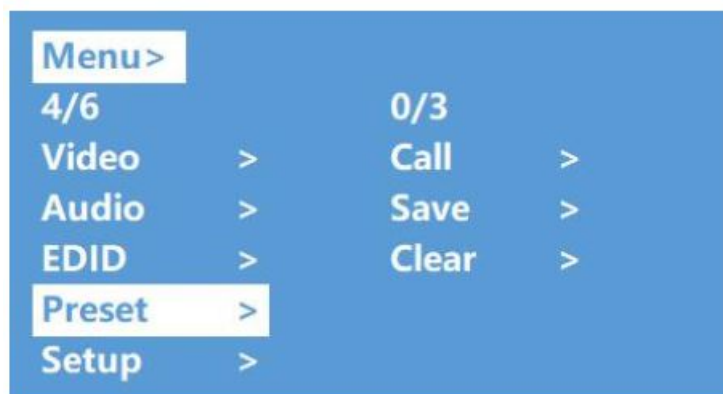 Menu>
4/6 0/3
Video > Call >
Audio > Save >
EDID > Clear >
Preset >
Setup >